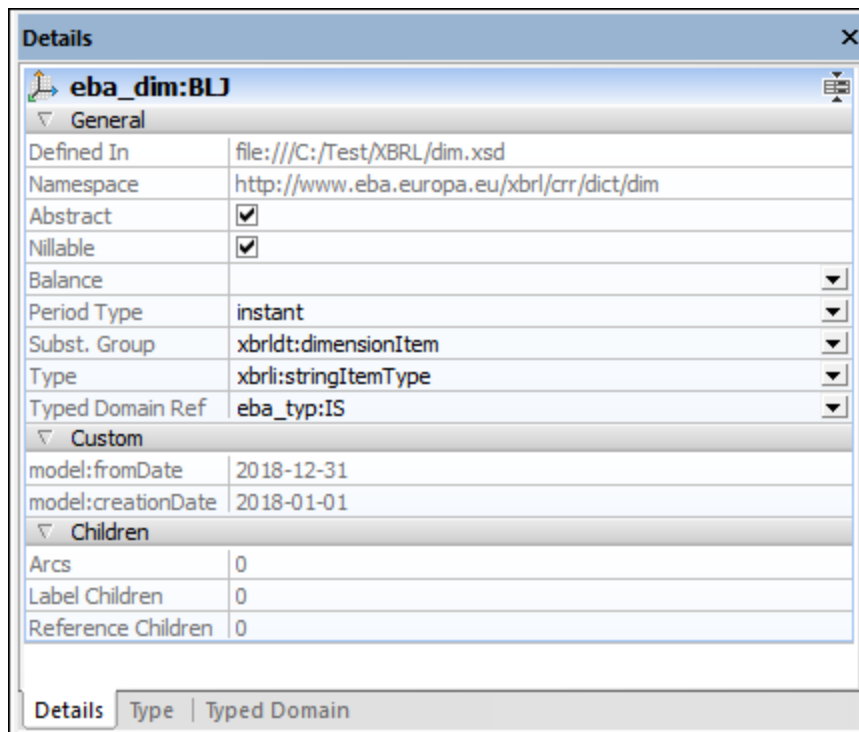 Details
eba_dim:BLJ
General
Defined In file:///C:/Test/XBRL/dim.xsd
Namespace http://www.eba.europa.eu/xbrl/crr/dict/dim
Abstract
Nillable
Balance
Period Type instant
Subst. Group xbrldt:dimensionItem
Type xbrli:stringItemType
Typed Domain Ref eba_typ:IS
Custom
model:fromDate 2018-12-31
model:creationDate 2018-01-01
Children
Arcs 0
Label Children 0
Reference Children 0
Details Type Typed Domain